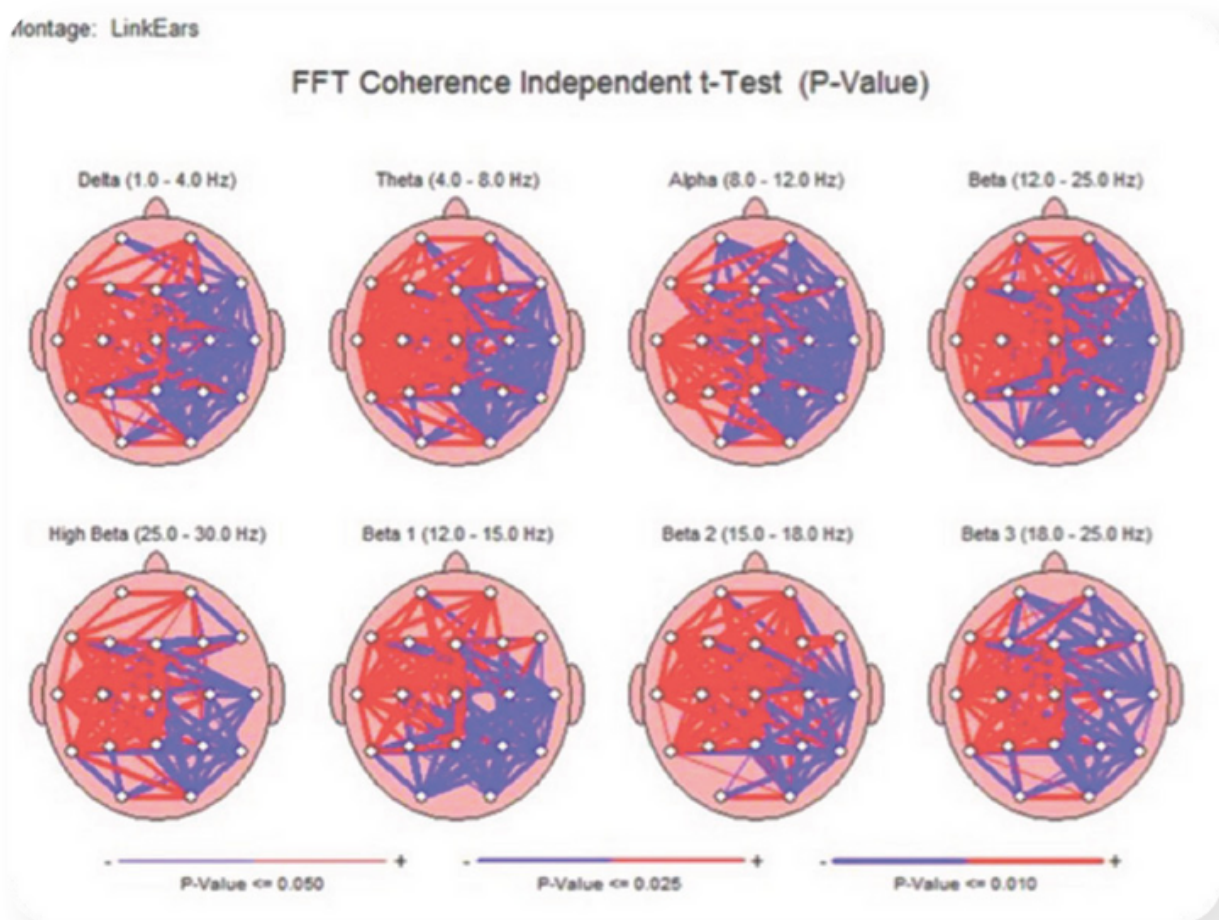 Montage: LinkEars
FFT Coherence Independent t-Test (P-Value)
Delta (1.0 - 4.0 Hz)
Theta (4.0 - 8.0 Hz)
Alpha (8.0 - 12.0 Hz)
Beta (12.0 - 25.0 Hz)
High Beta (25.0 - 30.0 Hz)
Beta 1 (12.0 - 15.0 Hz)
Beta 2 (15.0 - 18.0 Hz)
Beta 3 (18.0 - 25.0 Hz)
- +
P-Value <= 0.050
- +
P-Value <= 0.025
- +
P-Value <= 0.010